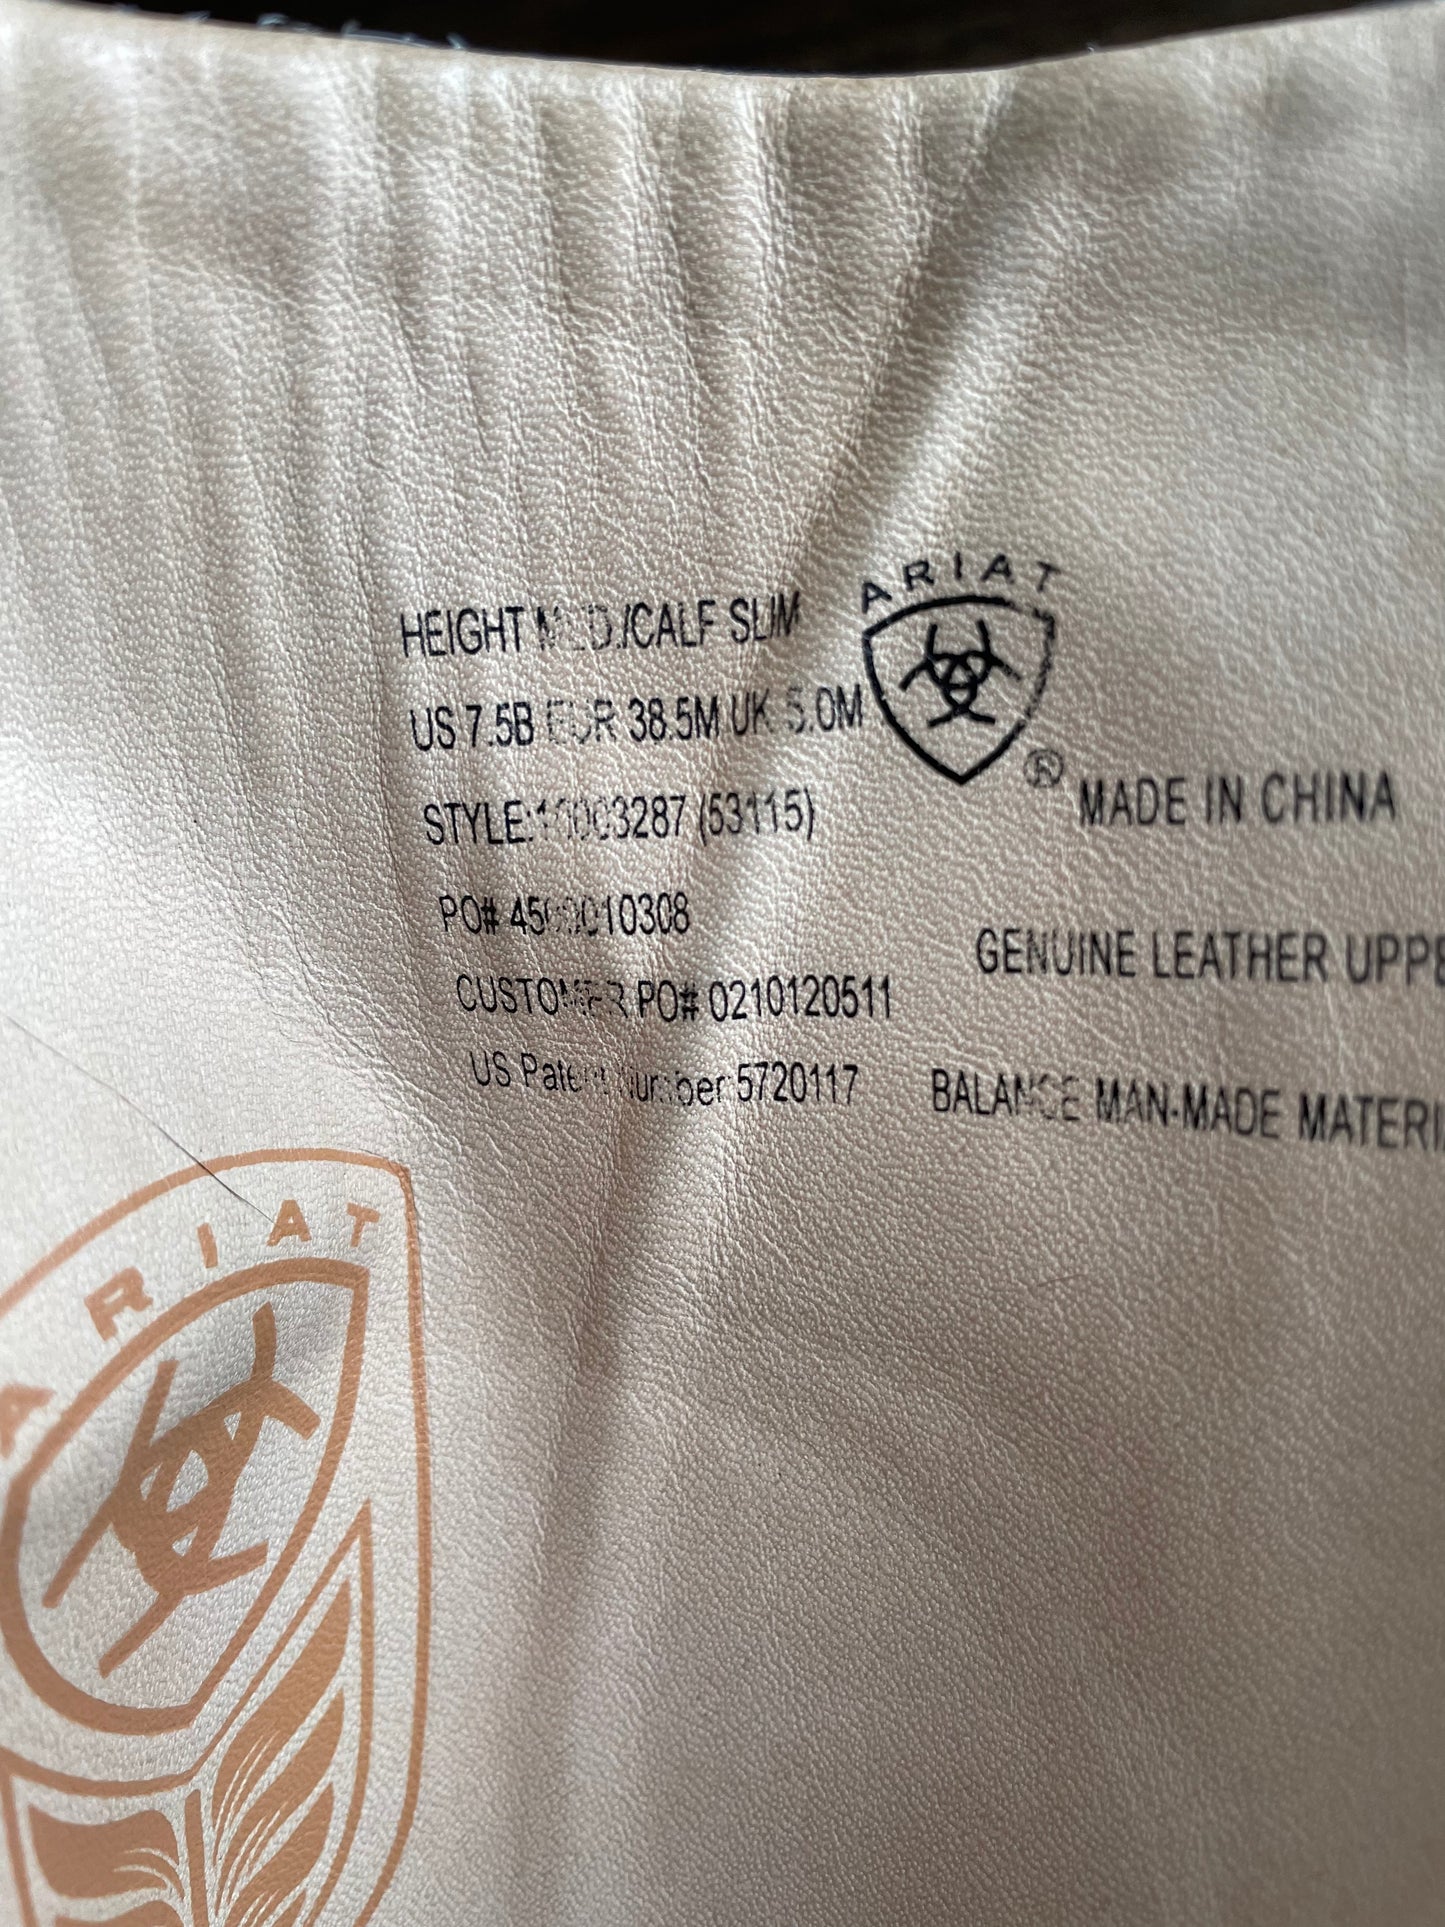 ARIAT
HEIGHT MED./CALF SLIM
US 7.5B EUR 38.5M UK 5.0M
®
MADE IN CHINA
STYLE:10003287 (53115)
PO# 4500010308
GENUINE LEATHER UPPE
CUSTOMER PO# 0210120511
US Patent Number:5720117
BALANCE MAN-MADE MATERI
ARIAT